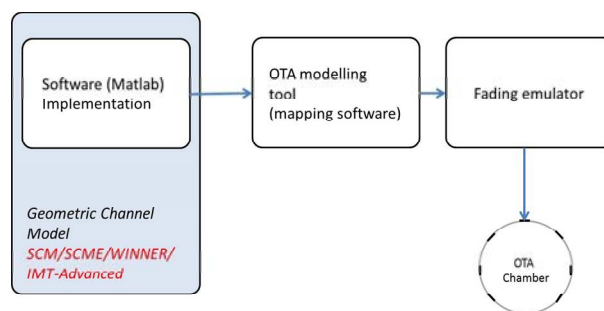 Software (Matlab)
Implementation
OTA modelling
tool
(mapping software)
Fading emulator
Geometric Channel
Model
SCM/SCME/WINNER/
IMT-Advanced
OTA
Chamber